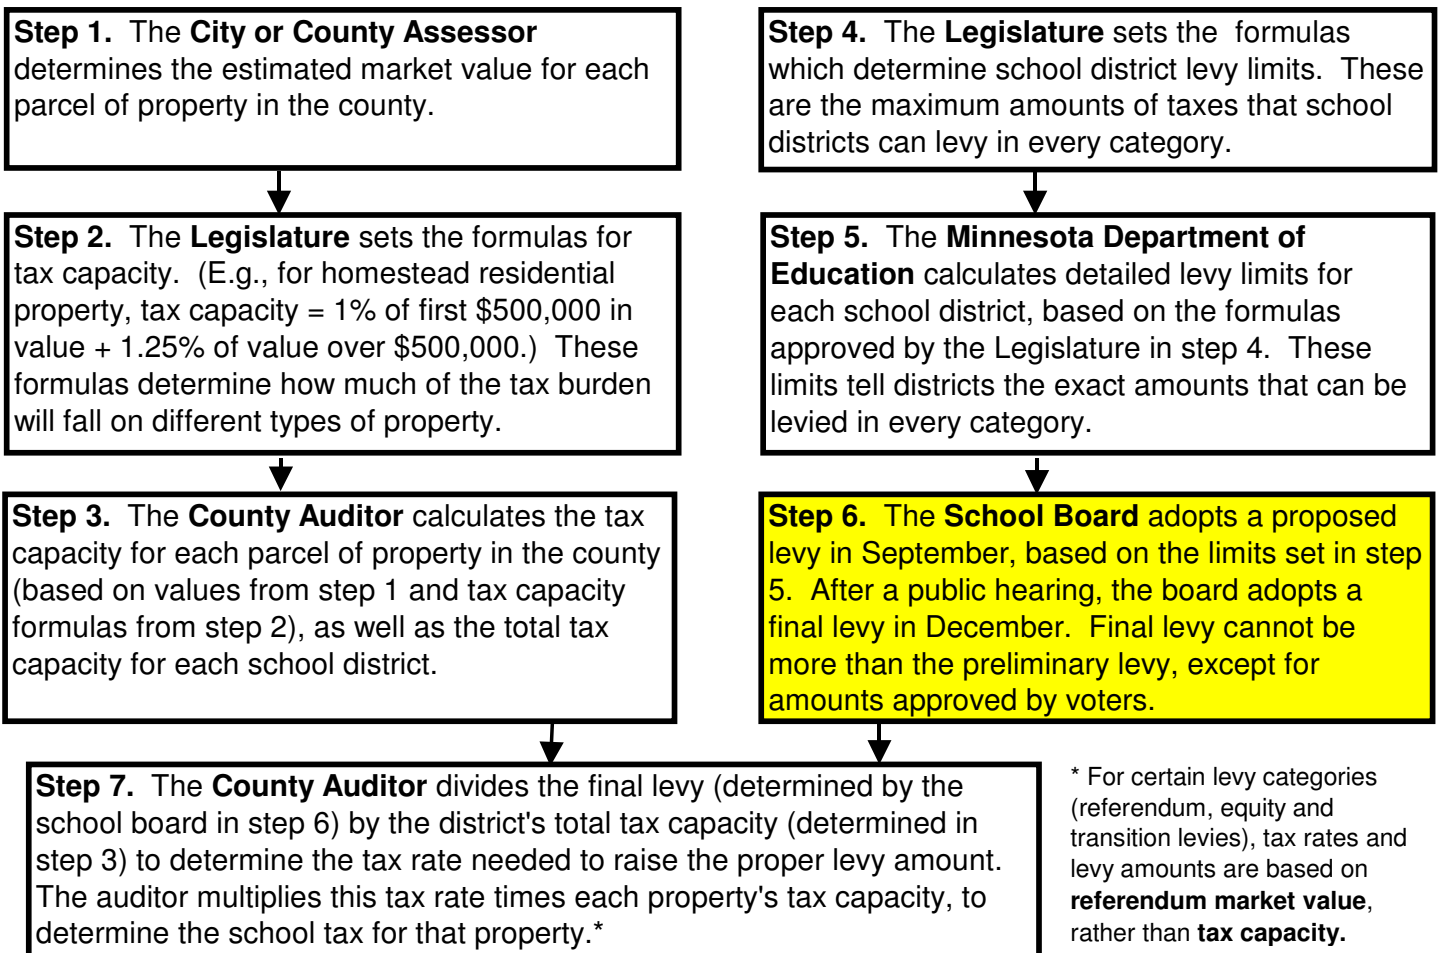 Step 1.  The City or County Assessor
determines the estimated market value for each
parcel of property in the county.
Step 2.  The Legislature sets the formulas for
tax capacity.  (E.g., for homestead residential
property, tax capacity = 1% of first $500,000 in
value + 1.25% of value over $500,000.)  These
formulas determine how much of the tax burden
will fall on different types of property.
Step 3.  The County Auditor calculates the tax
capacity for each parcel of property in the county
(based on values from step 1 and tax capacity
formulas from step 2), as well as the total tax
capacity for each school district.
Step 4.  The Legislature sets the  formulas
which determine school district levy limits.  These
are the maximum amounts of taxes that school
districts can levy in every category.
Step 5.  The Minnesota Department of
Education calculates detailed levy limits for
each school district, based on the formulas
approved by the Legislature in step 4.  These
limits tell districts the exact amounts that can be
levied in every category.
Step 6.  The School Board adopts a proposed
levy in September, based on the limits set in step
5.  After a public hearing, the board adopts a
final levy in December.  Final levy cannot be
more than the preliminary levy, except for
amounts approved by voters.
Step 7.  The County Auditor divides the final levy (determined by the
school board in step 6) by the district's total tax capacity (determined in
step 3) to determine the tax rate needed to raise the proper levy amount.
The auditor multiplies this tax rate times each property's tax capacity, to
determine the school tax for that property.*
* For certain levy categories
(referendum, equity and
transition levies), tax rates and
levy amounts are based on
referendum market value,
rather than tax capacity.